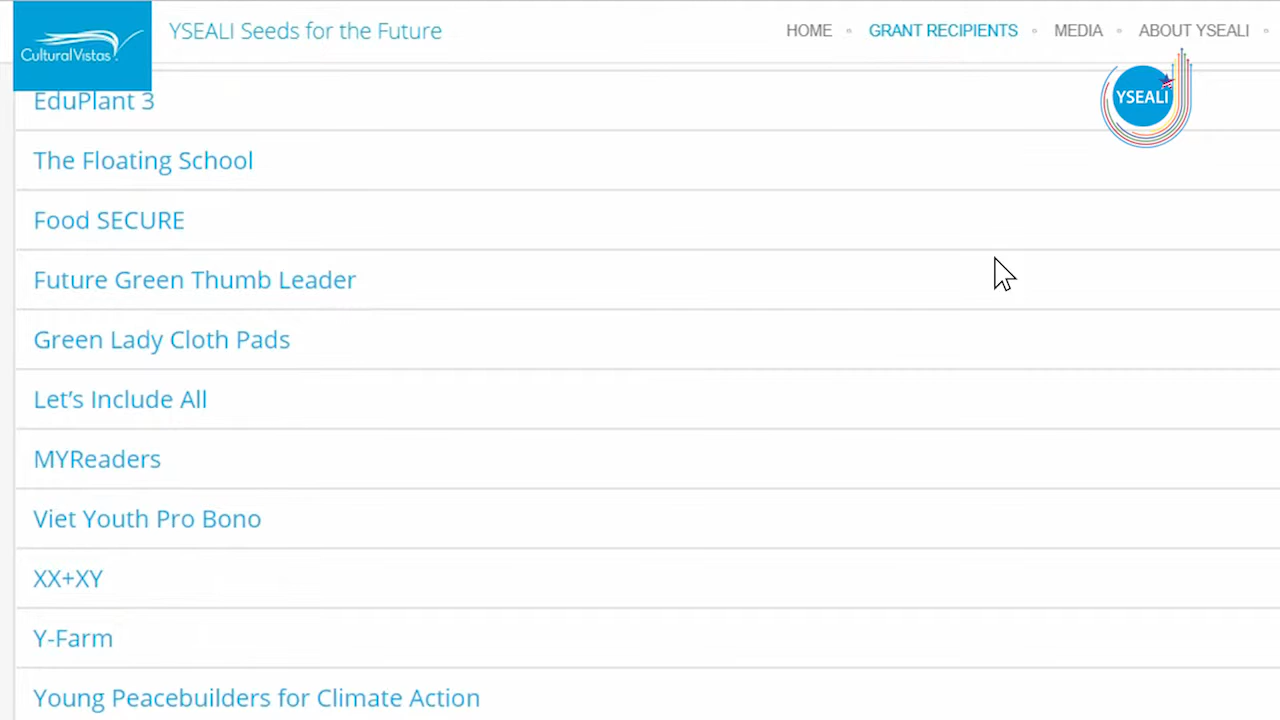 CulturalVistas
YSEALI Seeds for the Future
HOME
GRANT RECIPIENTS
MEDIA
ABOUT YSEALI
YSEALI
EduPlant 3
The Floating School
Food SECURE
Future Green Thumb Leader
Green Lady Cloth Pads
Let’s Include All
MYReaders
Viet Youth Pro Bono
XX+XY
Y-Farm
Young Peacebuilders for Climate Action